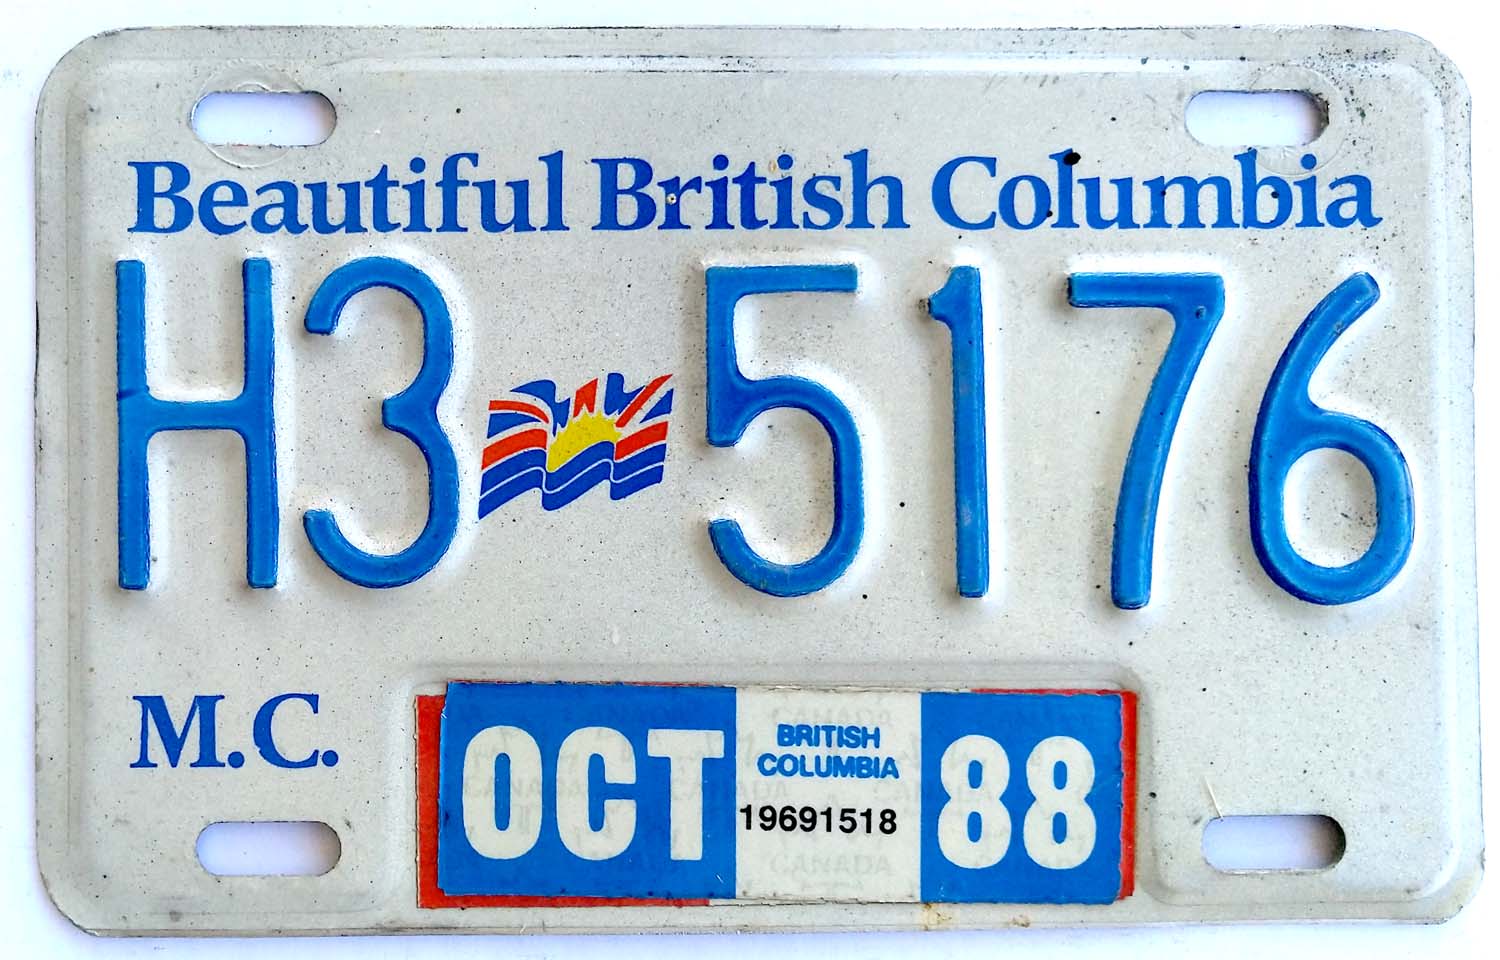 Beautiful British Columbia
H3 5176
M.C.
OCT
BRITISH
COLUMBIA
19691518
88